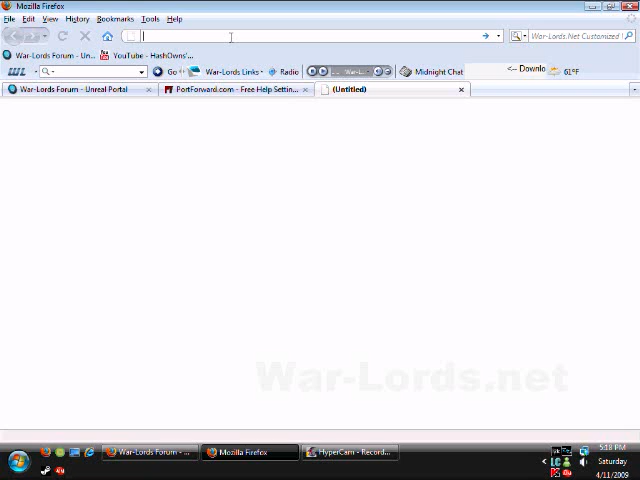 Mozilla Firefox
File Edit View History Bookmarks Tools Help
War-Lords.Net Customized
War-Lords Forum - Un... YouTube - HashOwns'...
Go War-Lords Links Radio War-L... Midnight Chat <-- Downlo 61°F
War-Lords Forum - Unreal Portal PortForward.com - Free Help Settin... (Untitled)
War-Lords.net
War-Lords Forum - ... Mozilla Firefox HyperCam - Record...
5:18 PM
Saturday
4/11/2009